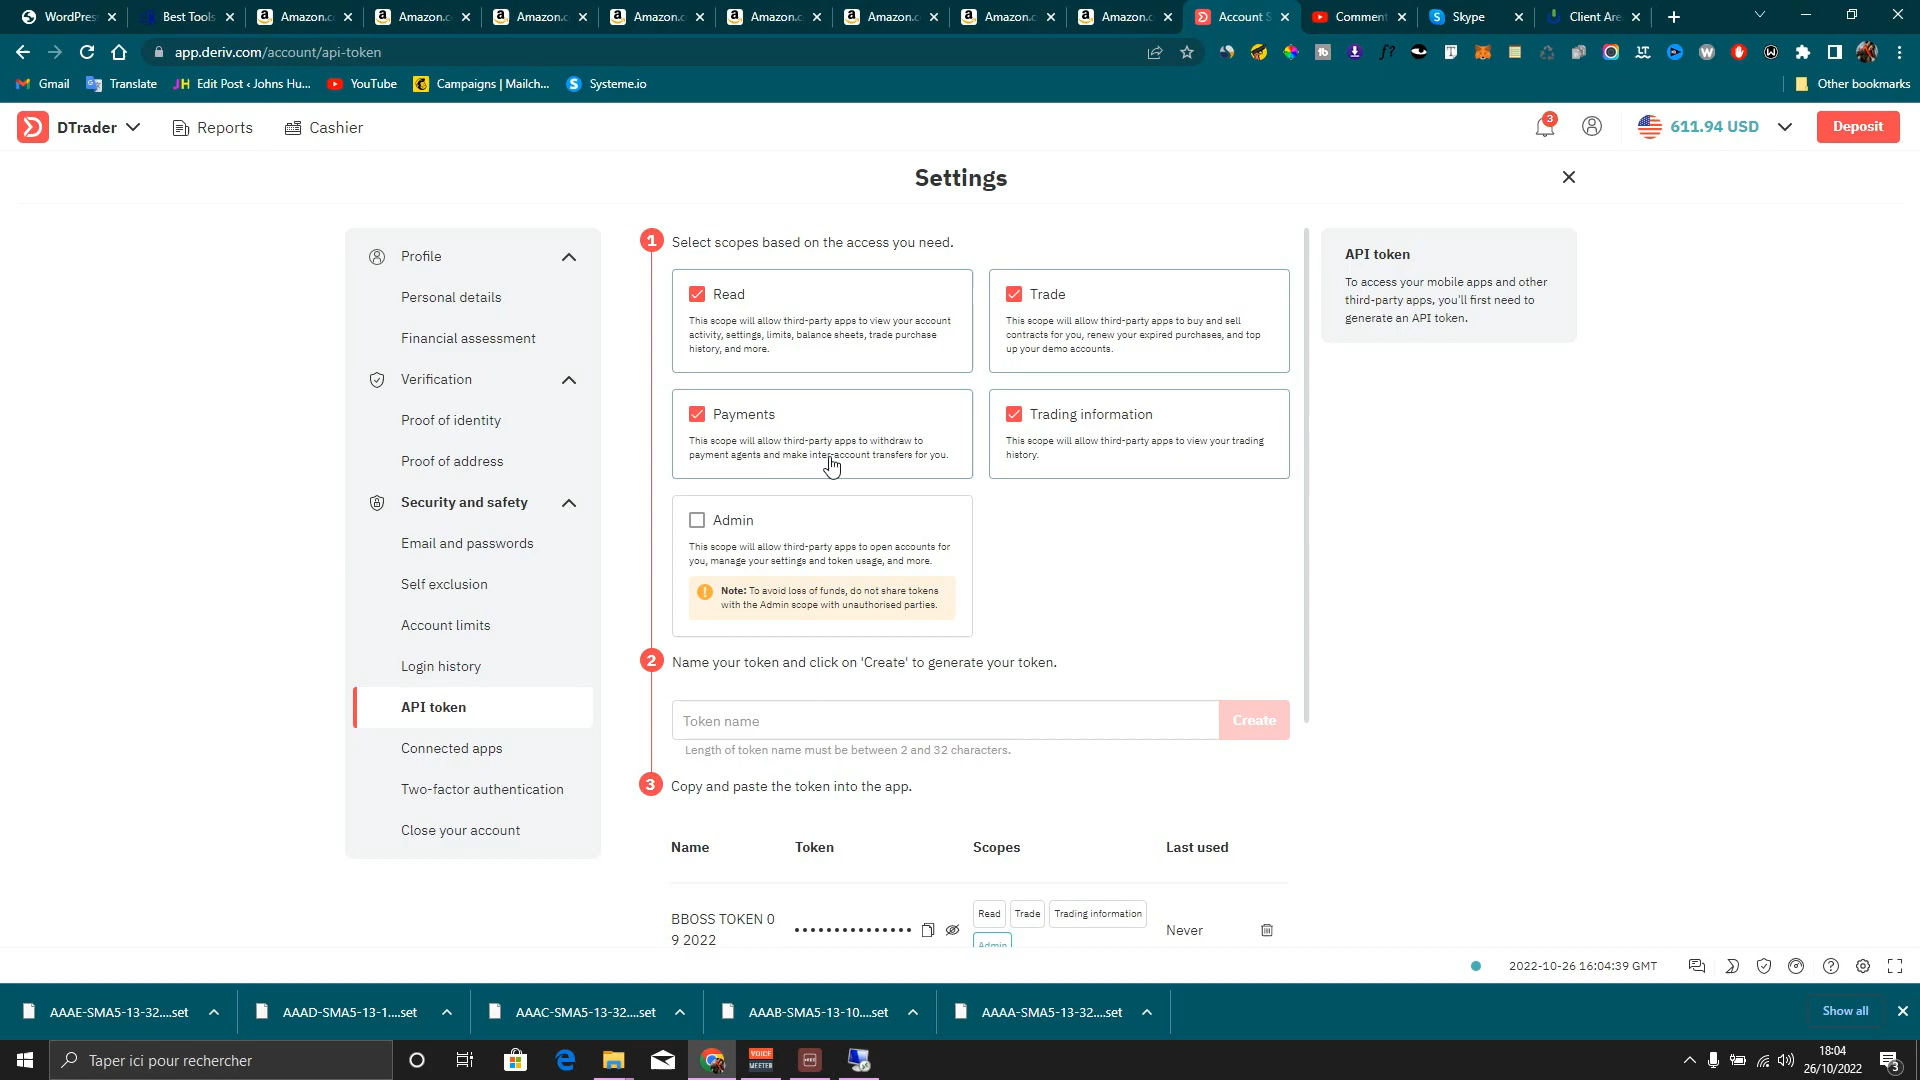 WordPres
Best Tools
Amazon.c
Amazon.c
Amazon.c
Amazon.c
Amazon.c
Amazon.c
Amazon.c
Amazon.c
Account S
Comment
Skype
Client Are
app.deriv.com/account/api-token
Gmail
Translate
Edit Post ‹ Johns Hu...
YouTube
Campaigns | Mailch...
Systeme.io
Other bookmarks
DTrader
Reports
Cashier
3
611.94 USD
Deposit
Settings
Profile
Personal details
Financial assessment
Verification
Proof of identity
Proof of address
Security and safety
Email and passwords
Self exclusion
Account limits
Login history
API token
Connected apps
Two-factor authentication
Close your account
1
Select scopes based on the access you need.
Read
This scope will allow third-party apps to view your account
activity, settings, limits, balance sheets, trade purchase
history, and more.
Trade
This scope will allow third-party apps to buy and sell
contracts for you, renew your expired purchases, and top
up your demo accounts.
Payments
This scope will allow third-party apps to withdraw to
payment agents and make inter-account transfers for you.
Trading information
This scope will allow third-party apps to view your trading
history.
Admin
This scope will allow third-party apps to open accounts for
you, manage your settings and token usage, and more.
Note: To avoid loss of funds, do not share tokens
with the Admin scope with unauthorised parties.
2
Name your token and click on 'Create' to generate your token.
Token name
Create
Length of token name must be between 2 and 32 characters.
3
Copy and paste the token into the app.
Name
Token
Scopes
Last used
BBOSS TOKEN 0
9 2022
Read
Trade
Trading information
Admin
Never
API token
To access your mobile apps and other
third-party apps, you'll first need to
generate an API token.
2022-10-26 16:04:39 GMT
AAAE-SMA5-13-32....set
AAAD-SMA5-13-1....set
AAAC-SMA5-13-32....set
AAAB-SMA5-13-10....set
AAAA-SMA5-13-32....set
Show all
Taper ici pour rechercher
VOICE
MEETER
18:04
26/10/2022
3